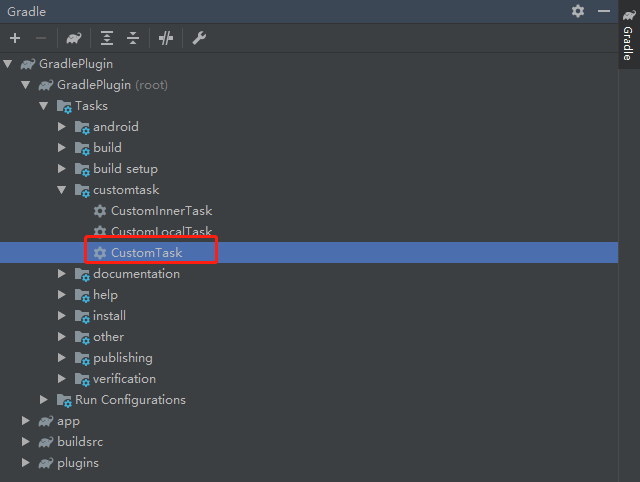 Gradle
Gradle
GradlePlugin
GradlePlugin (root)
Tasks
android
build
build setup
customtask
CustomInnerTask
CustomLocalTask
CustomTask
documentation
help
install
other
publishing
verification
Run Configurations
app
buildsrc
plugins